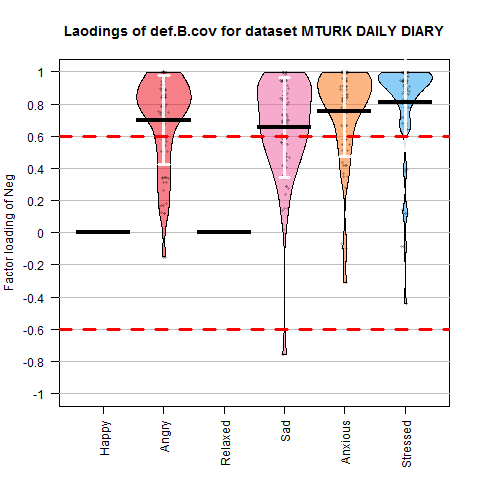 Laodings of def.B.cov for dataset MTURK DAILY DIARY
Factor loading of Neg
1
0.8
0.6
0.4
0.2
0
-0.2
-0.4
-0.6
-0.8
-1
Happy
Angry
Relaxed
Sad
Anxious
Stressed